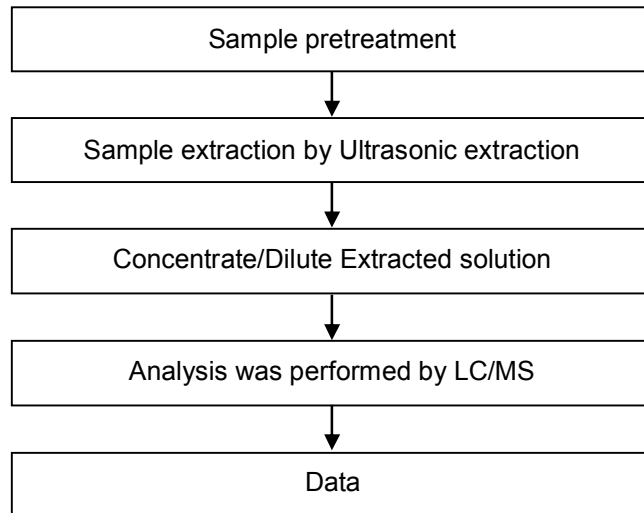 Sample pretreatment
Sample extraction by Ultrasonic extraction
Concentrate/Dilute Extracted solution
Analysis was performed by LC/MS
Data